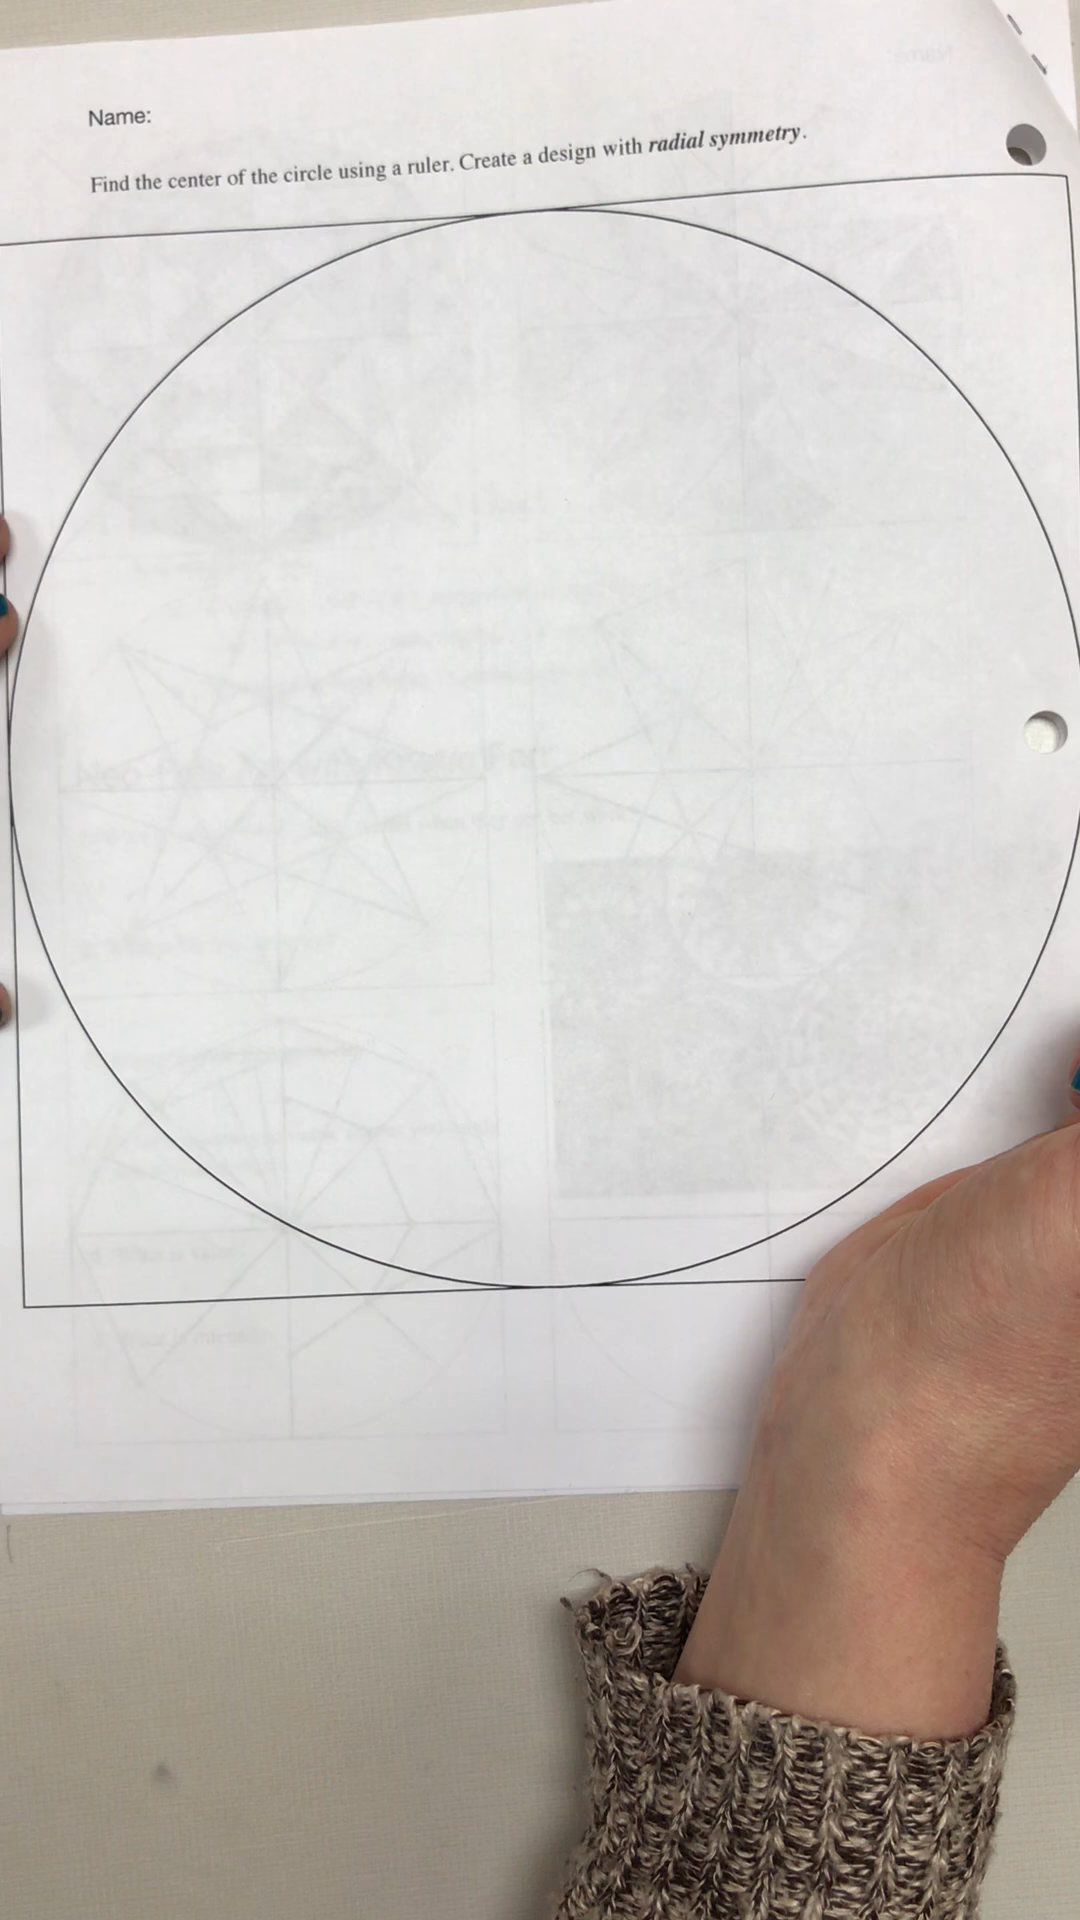 Name:
Find the center of the circle using a ruler. Create a design with radial symmetry.